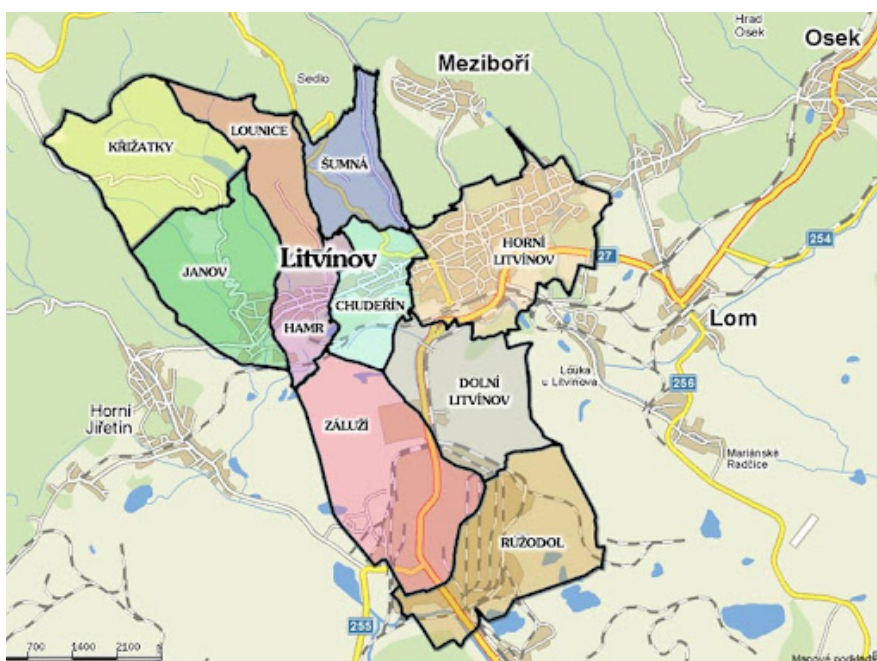 Hrad
Osek
Osek
Meziboří
Sedlo
LOUNICE
KŘIŽATKY
ŠUMNÁ
HORNÍ
LITVÍNOV
27
254
Litvínov
JANOV
CHUDEŘÍN
HAMR
Lom
Louka
u Litvínova
256
DOLNÍ
LITVÍNOV
Horní
Jiřetín
ZÁLUŽÍ
Mariánské
Radčice
RŮŽODOL
255
700 1400 2100